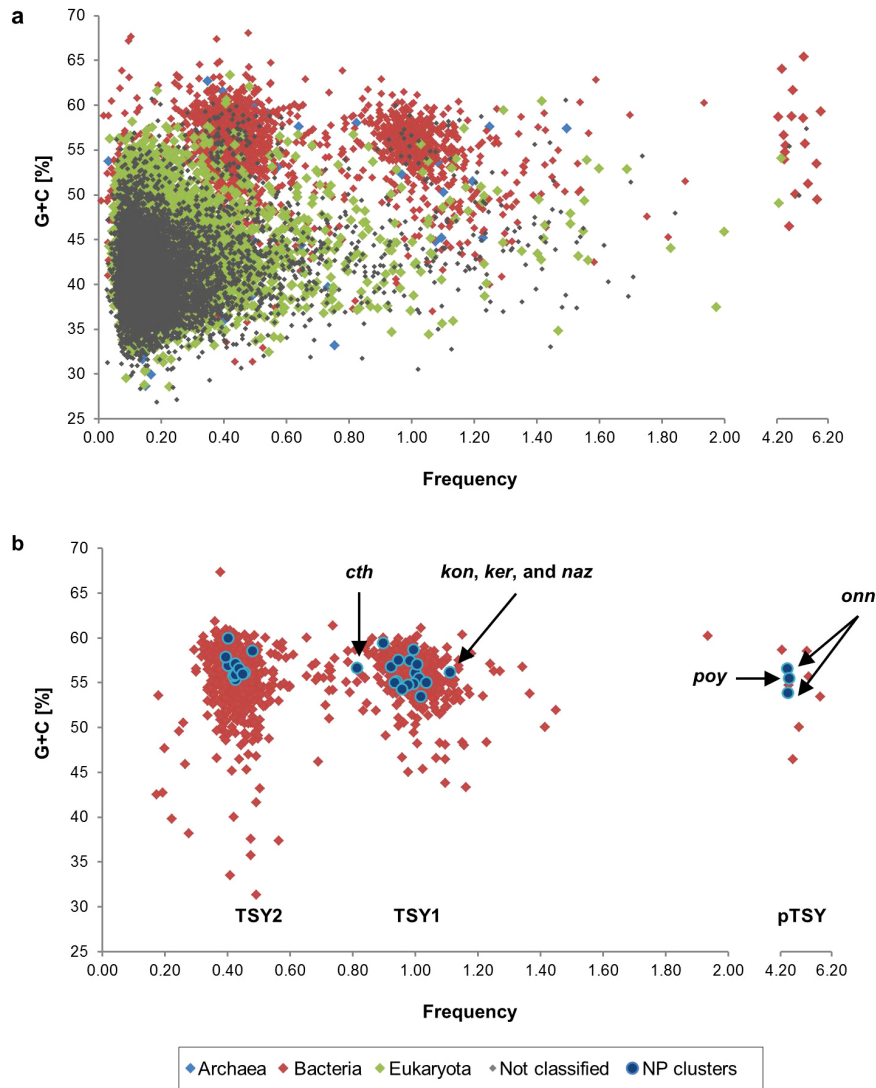 a
G+C [%]
70
65
60
55
50
45
40
35
30
25
0.00 0.20 0.40 0.60 0.80 1.00 1.20 1.40 1.60 1.80 2.00 4.20 6.20
Frequency
b
G+C [%]
70
65
60
55
50
45
40
35
30
25
cth
kon, ker, and naz
onn
poy
TSY2 TSY1 pTSY
0.00 0.20 0.40 0.60 0.80 1.00 1.20 1.40 1.60 1.80 2.00 4.20 6.20
Frequency
Archaea Bacteria Eukaryota Not classified NP clusters